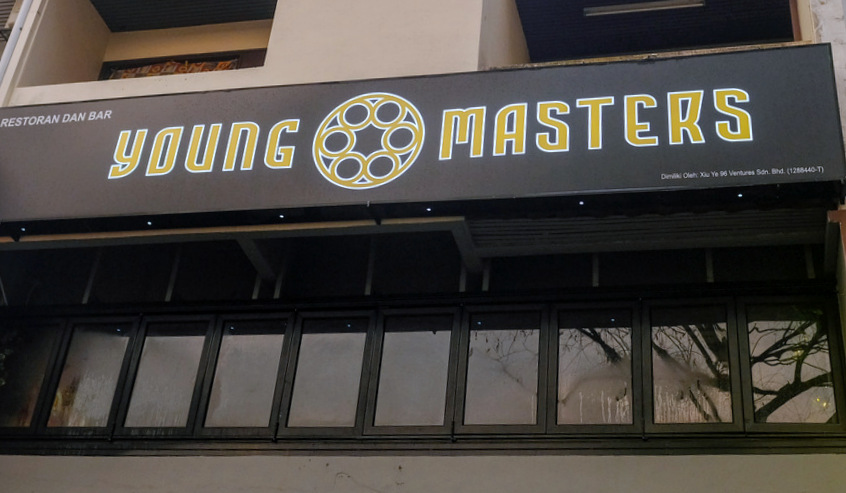 RESTORAN DAN BAR
YOUNG MASTERS
Dimiliki Oleh: Xiu Ye 96 Ventures Sdn. Bhd. (1288440-T)